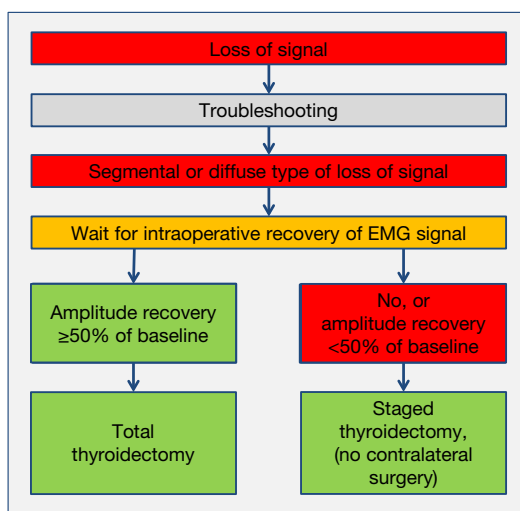 Loss of signal
Troubleshooting
Segmental or diffuse type of loss of signal
Wait for intraoperative recovery of EMG signal
Amplitude recovery
≥50% of baseline
No, or
amplitude recovery
<50% of baseline
Total
thyroidectomy
Staged
thyroidectomy,
(no contralateral
surgery)